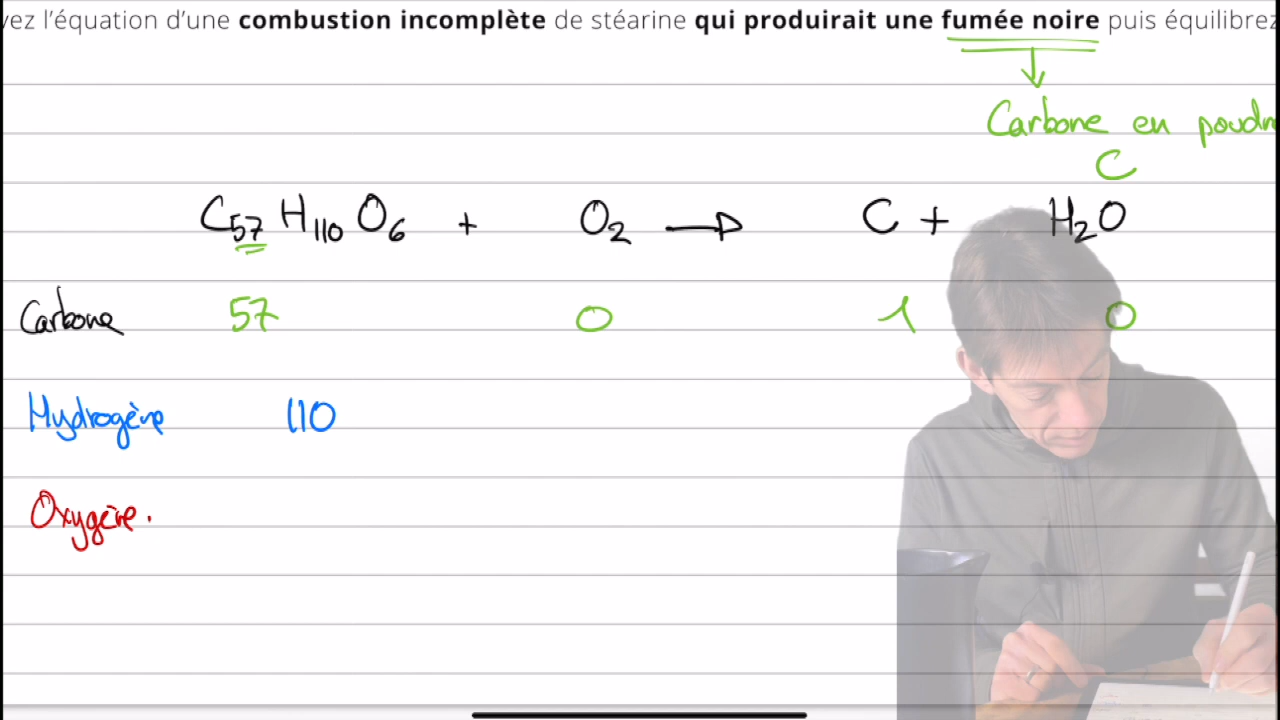 vez l’équation d’une combustion incomplète de stéarine qui produirait une fumée noire puis équilibrez
Carbone en poudr
C
C57 H110 O6 + O2 → C + H2O
Carbone 57 0 1 0
Hydrogène 110
Oxygène.